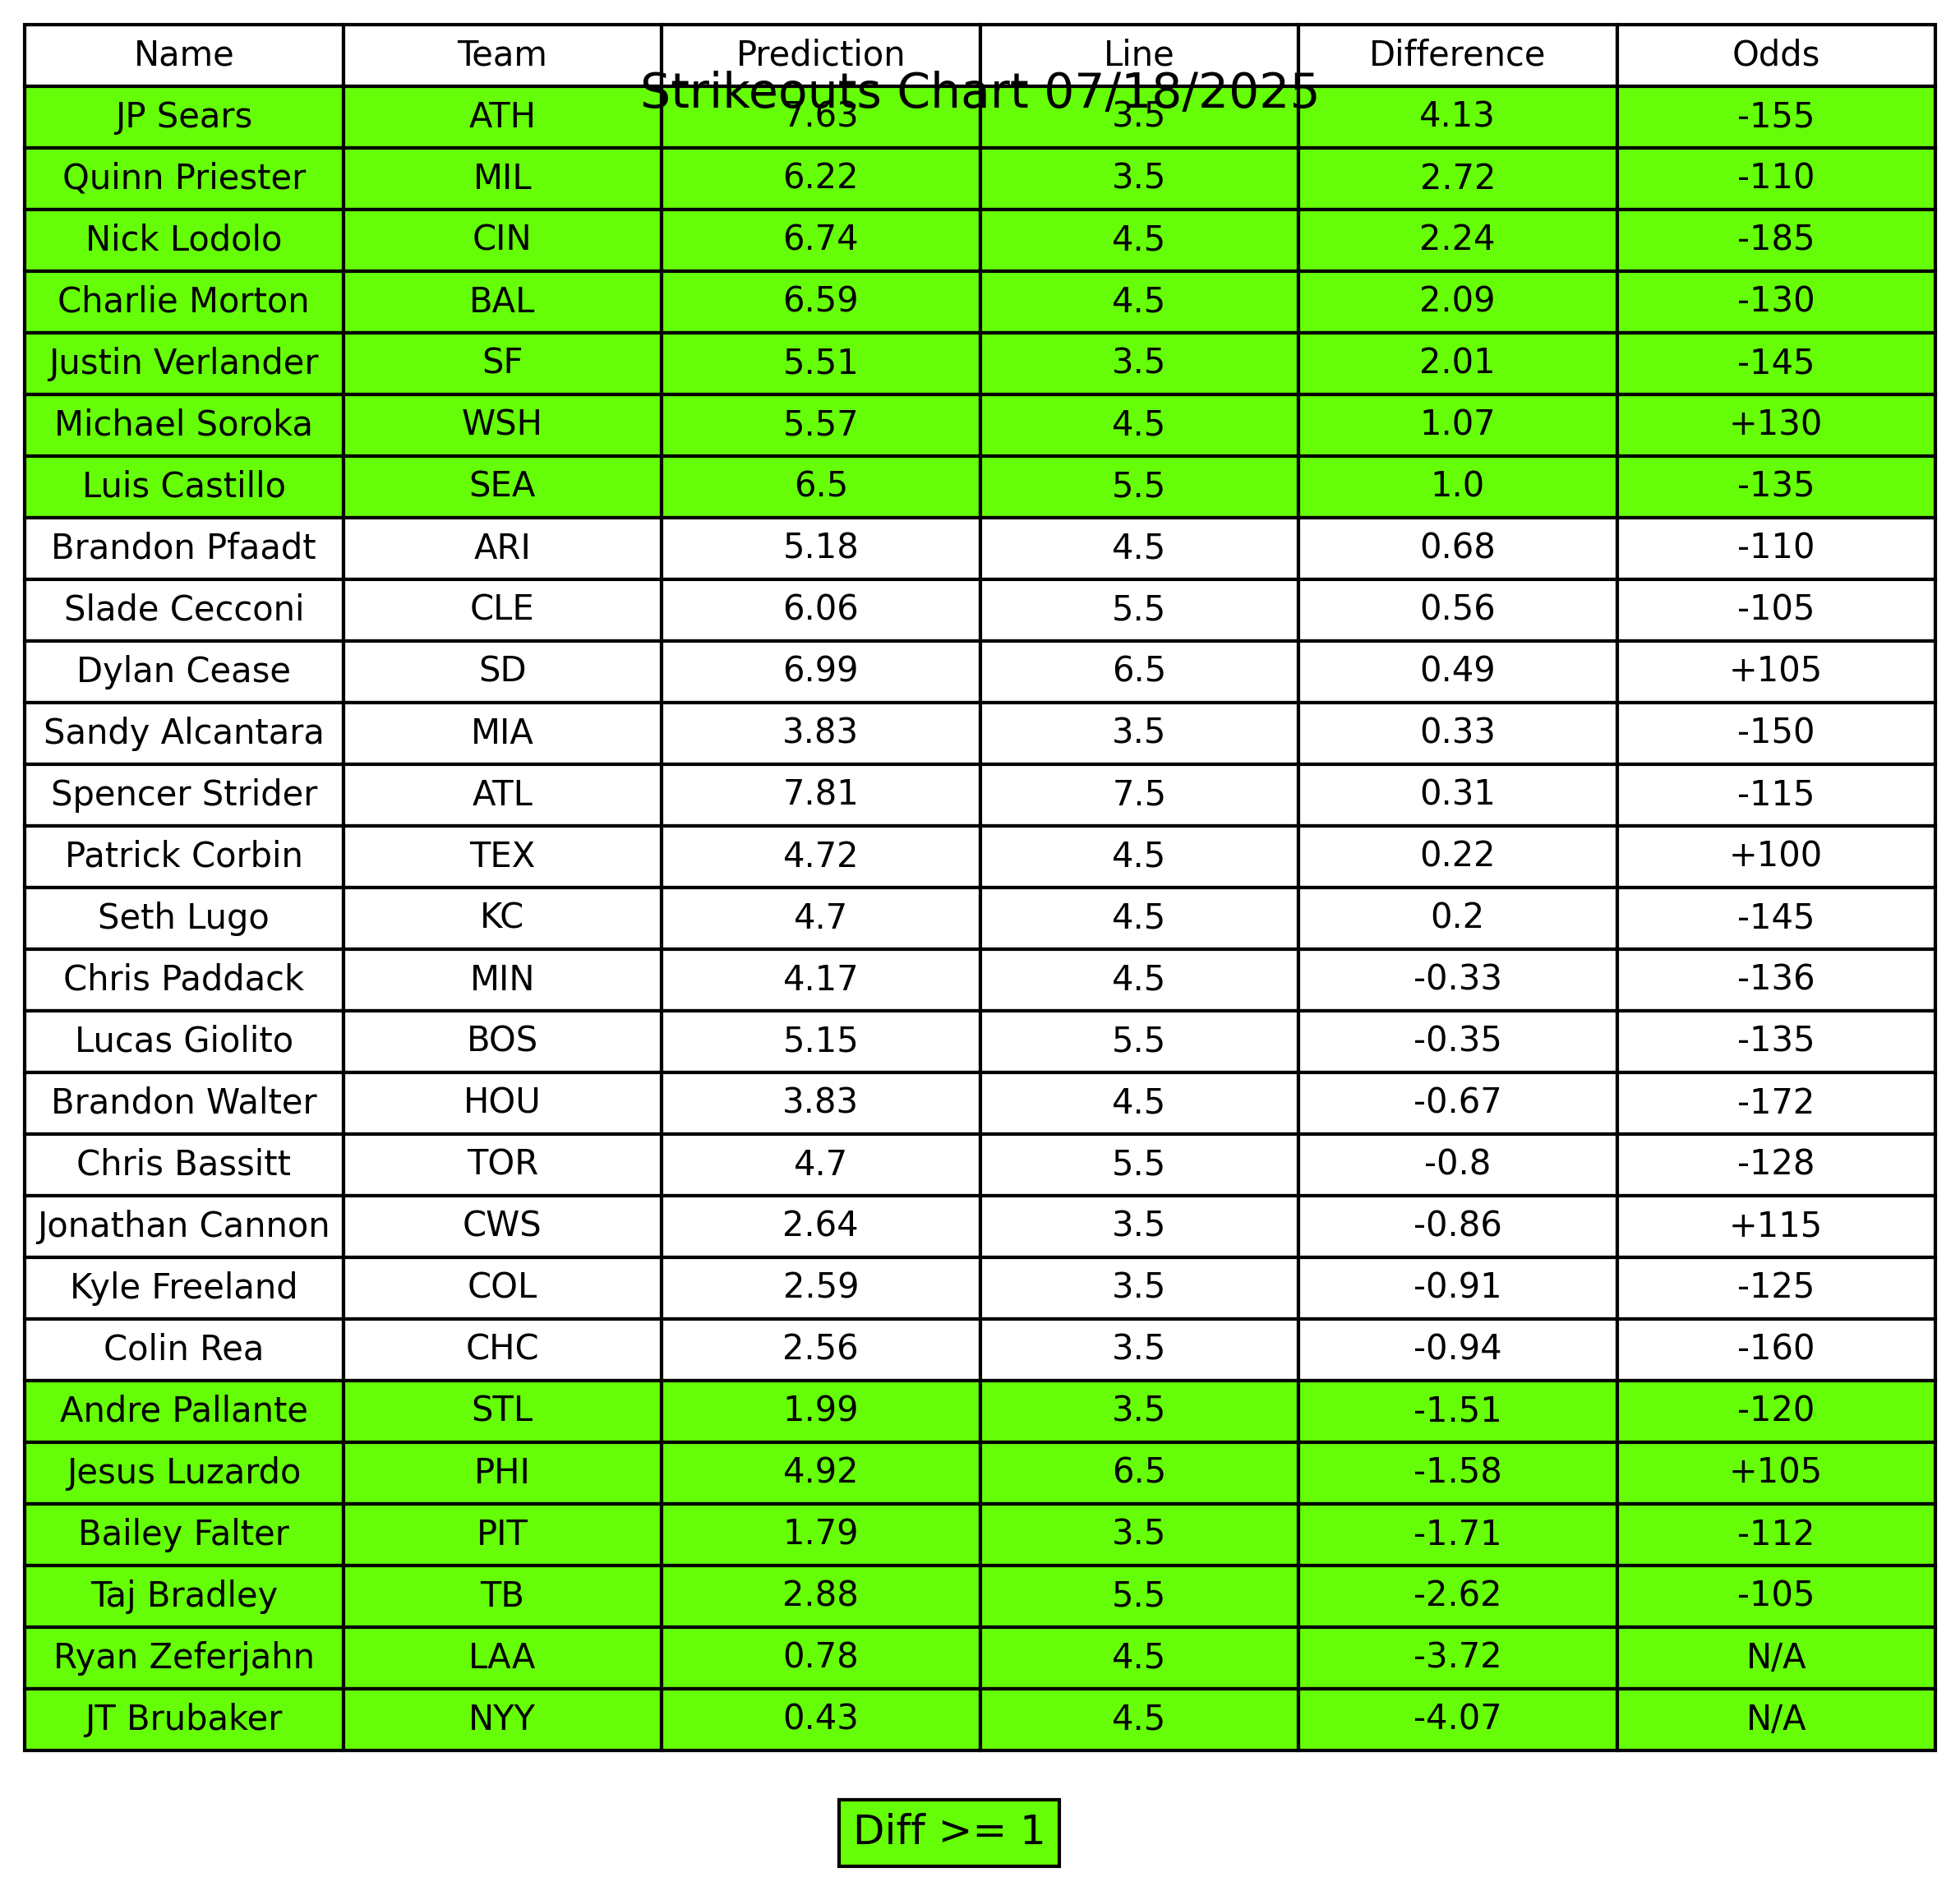 Name Team Prediction Line Difference Odds
Strikeouts Chart 07/18/2025
JP Sears ATH 7.63 3.5 4.13 -155
Quinn Priester MIL 6.22 3.5 2.72 -110
Nick Lodolo CIN 6.74 4.5 2.24 -185
Charlie Morton BAL 6.59 4.5 2.09 -130
Justin Verlander SF 5.51 3.5 2.01 -145
Michael Soroka WSH 5.57 4.5 1.07 +130
Luis Castillo SEA 6.5 5.5 1.0 -135
Brandon Pfaadt ARI 5.18 4.5 0.68 -110
Slade Cecconi CLE 6.06 5.5 0.56 -105
Dylan Cease SD 6.99 6.5 0.49 +105
Sandy Alcantara MIA 3.83 3.5 0.33 -150
Spencer Strider ATL 7.81 7.5 0.31 -115
Patrick Corbin TEX 4.72 4.5 0.22 +100
Seth Lugo KC 4.7 4.5 0.2 -145
Chris Paddack MIN 4.17 4.5 -0.33 -136
Lucas Giolito BOS 5.15 5.5 -0.35 -135
Brandon Walter HOU 3.83 4.5 -0.67 -172
Chris Bassitt TOR 4.7 5.5 -0.8 -128
Jonathan Cannon CWS 2.64 3.5 -0.86 +115
Kyle Freeland COL 2.59 3.5 -0.91 -125
Colin Rea CHC 2.56 3.5 -0.94 -160
Andre Pallante STL 1.99 3.5 -1.51 -120
Jesus Luzardo PHI 4.92 6.5 -1.58 +105
Bailey Falter PIT 1.79 3.5 -1.71 -112
Taj Bradley TB 2.88 5.5 -2.62 -105
Ryan Zeferjahn LAA 0.78 4.5 -3.72 N/A
JT Brubaker NYY 0.43 4.5 -4.07 N/A
Diff >= 1